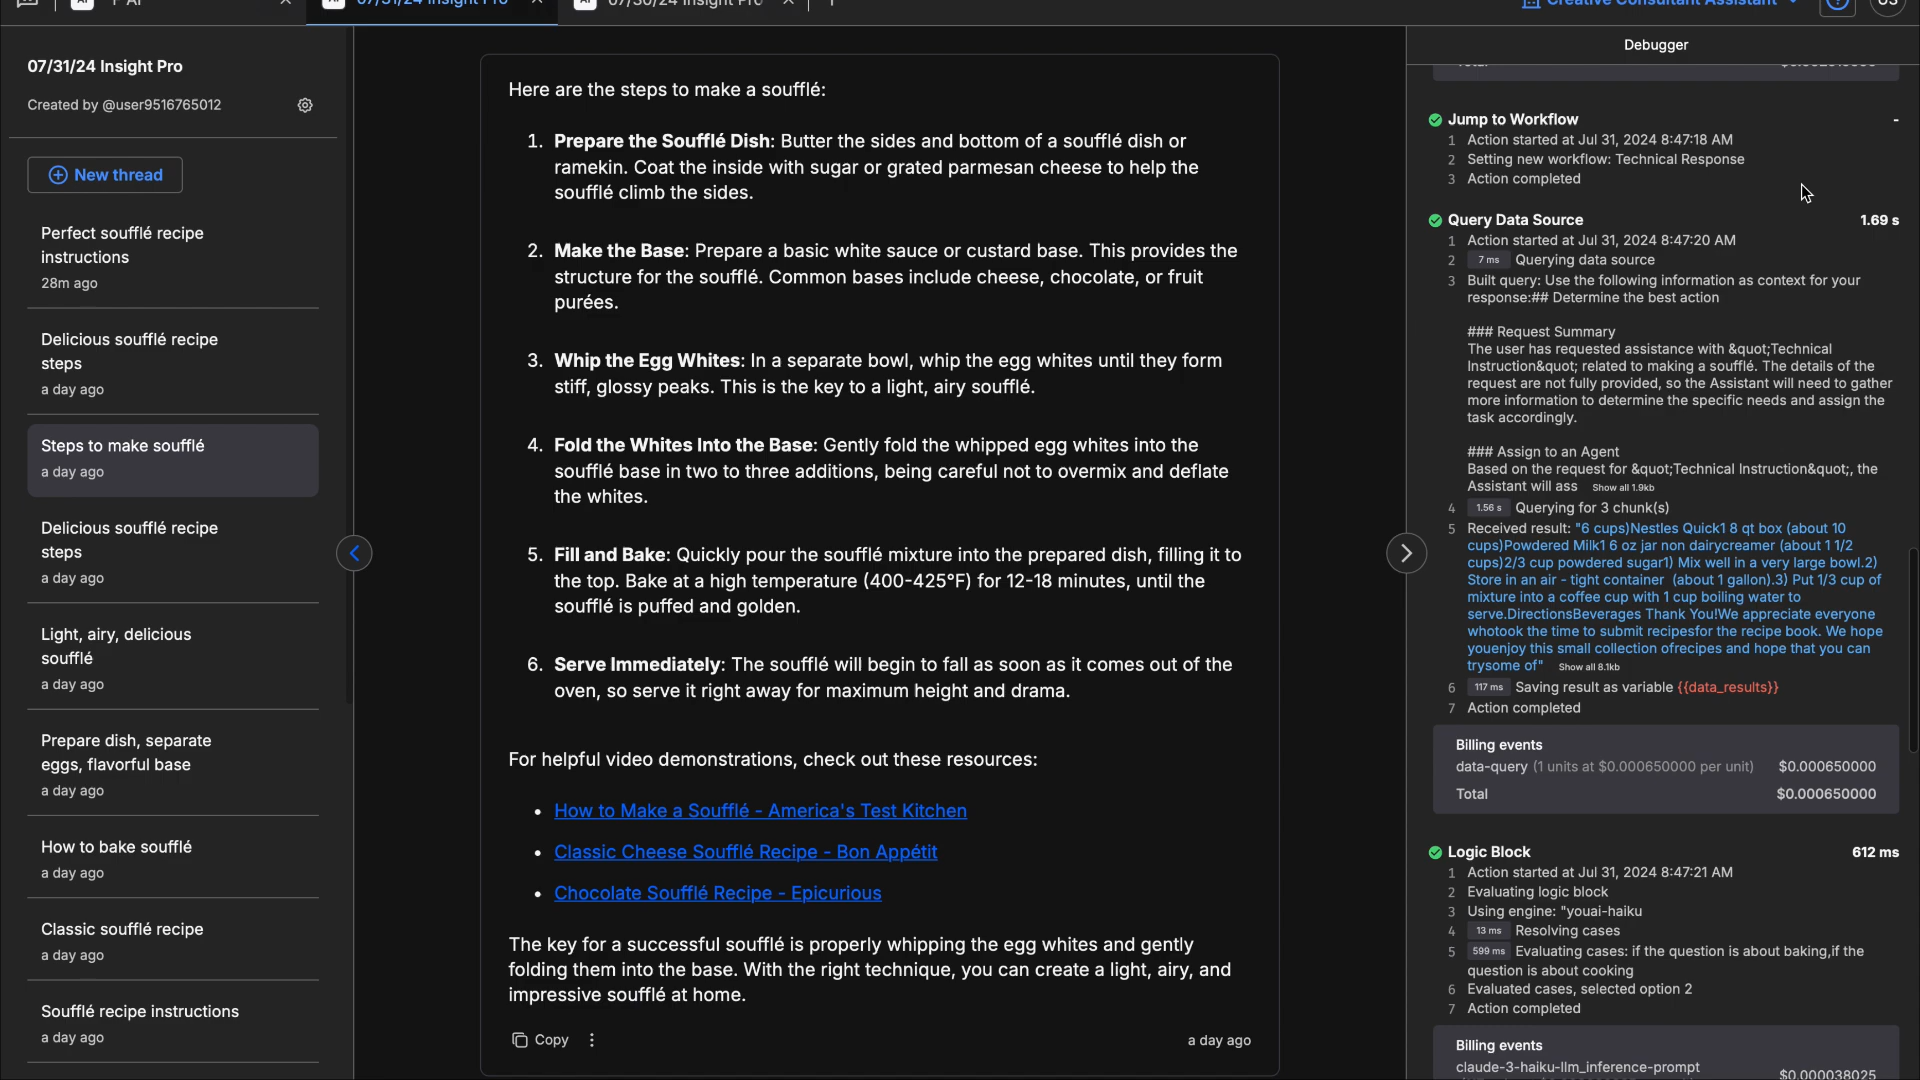 07/31/24 Insight Pro
07/30/24 Insight Pro
Creative Consultant Assistant
07/31/24 Insight Pro
Created by @user9516765012
New thread
Perfect soufflé recipe
instructions
28m ago
Delicious soufflé recipe
steps
a day ago
Steps to make soufflé
a day ago
Delicious soufflé recipe
steps
a day ago
Light, airy, delicious
soufflé
a day ago
Prepare dish, separate
eggs, flavorful base
a day ago
How to bake soufflé
a day ago
Classic soufflé recipe
a day ago
Soufflé recipe instructions
a day ago
Here are the steps to make a soufflé:
1. Prepare the Soufflé Dish: Butter the sides and bottom of a soufflé dish or
ramekin. Coat the inside with sugar or grated parmesan cheese to help the
soufflé climb the sides.
2. Make the Base: Prepare a basic white sauce or custard base. This provides the
structure for the soufflé. Common bases include cheese, chocolate, or fruit
purées.
3. Whip the Egg Whites: In a separate bowl, whip the egg whites until they form
stiff, glossy peaks. This is the key to a light, airy soufflé.
4. Fold the Whites Into the Base: Gently fold the whipped egg whites into the
soufflé base in two to three additions, being careful not to overmix and deflate
the whites.
5. Fill and Bake: Quickly pour the soufflé mixture into the prepared dish, filling it to
the top. Bake at a high temperature (400-425°F) for 12-18 minutes, until the
soufflé is puffed and golden.
6. Serve Immediately: The soufflé will begin to fall as soon as it comes out of the
oven, so serve it right away for maximum height and drama.
For helpful video demonstrations, check out these resources:
• How to Make a Soufflé - America's Test Kitchen
• Classic Cheese Soufflé Recipe - Bon Appétit
• Chocolate Soufflé Recipe - Epicurious
The key for a successful soufflé is properly whipping the egg whites and gently
folding them into the base. With the right technique, you can create a light, airy, and
impressive soufflé at home.
Copy
a day ago
Debugger
Jump to Workflow -
1 Action started at Jul 31, 2024 8:47:18 AM
2 Setting new workflow: Technical Response
3 Action completed
Query Data Source 1.69 s
1 Action started at Jul 31, 2024 8:47:20 AM
2 7 ms Querying data source
3 Built query: Use the following information as context for your
response:## Determine the best action
### Request Summary
The user has requested assistance with &quot;Technical
Instruction&quot; related to making a soufflé. The details of the
request are not fully provided, so the Assistant will need to gather
more information to determine the specific needs and assign the
task accordingly.
### Assign to an Agent
Based on the request for &quot;Technical Instruction&quot;, the
Assistant will ass Show all 1.9kb
4 1.56 s Querying for 3 chunk(s)
5 Received result: "6 cups)Nestles Quick1 8 qt box (about 10
cups)Powdered Milk1 6 oz jar non dairycreamer (about 1 1/2
cups)2/3 cup powdered sugar1) Mix well in a very large bowl.2)
Store in an air - tight container (about 1 gallon).3) Put 1/3 cup of
mixture into a coffee cup with 1 cup boiling water to
serve.DirectionsBeverages Thank You!We appreciate everyone
whotook the time to submit recipesfor the recipe book. We hope
youenjoy this small collection ofrecipes and hope that you can
trysome of" Show all 8.1kb
6 117 ms Saving result as variable {{data_results}}
7 Action completed
Billing events
data-query (1 units at $0.000650000 per unit) $0.000650000
Total $0.000650000
Logic Block 612 ms
1 Action started at Jul 31, 2024 8:47:21 AM
2 Evaluating logic block
3 Using engine: "youai-haiku
4 13 ms Resolving cases
5 599 ms Evaluating cases: if the question is about baking,if the
question is about cooking
6 Evaluated cases, selected option 2
7 Action completed
Billing events
claude-3-haiku-llm_inference-prompt
$0.000038025